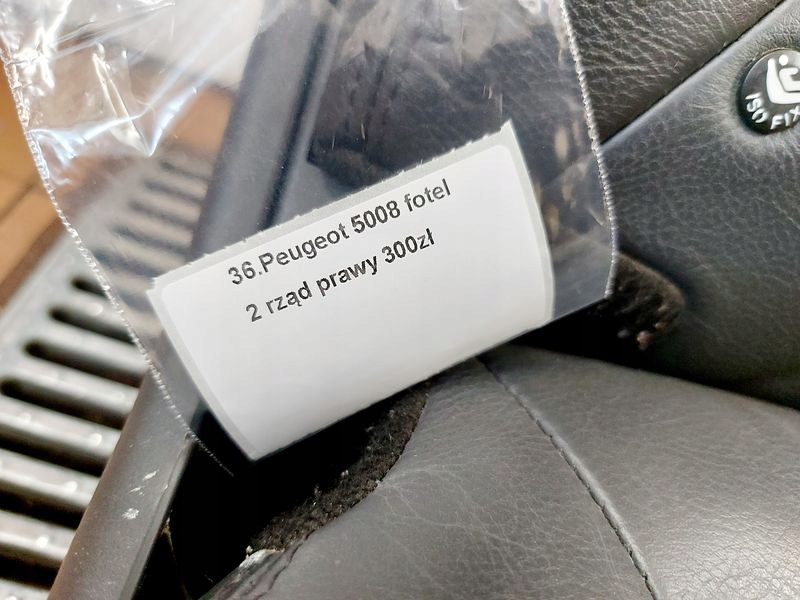 36.Peugeot 5008 fotel
2 rząd prawy 300zł
ISO FIX